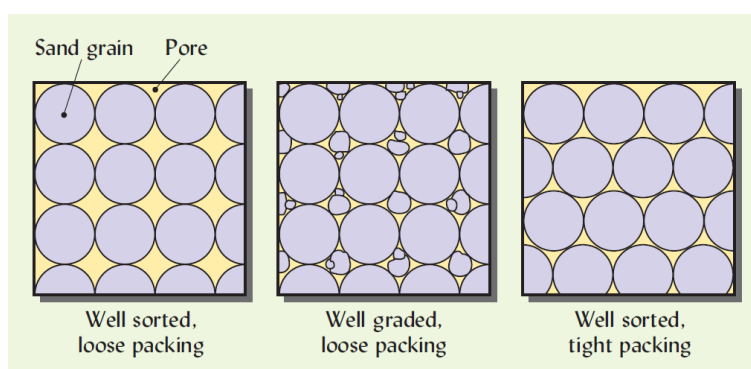 Sand grain
Pore
Well sorted,
loose packing
Well graded,
loose packing
Well sorted,
tight packing